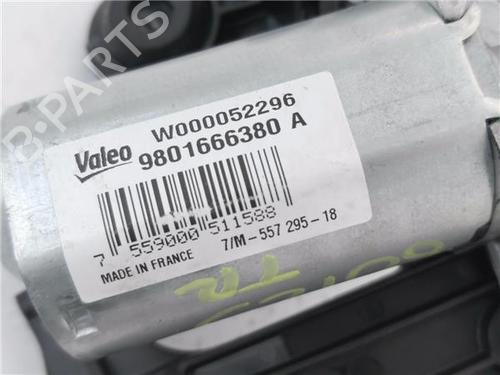 B-PARTS
W000052296
Valeo
9801666380 A
7 559000 511588
MADE IN FRANCE 7/M-557 295-18